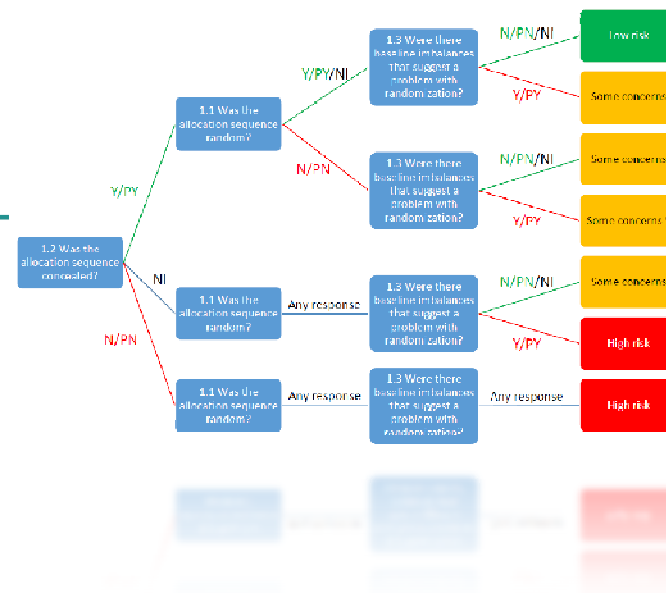 1.2 Was the
allocation sequence
concealed?
Y/PY
NI
N/PN
1.1 Was the
allocation sequence
random?
Y/PY/NI
N/PN
1.1 Was the
allocation sequence
random?
Any response
1.1 Was the
allocation sequence
random?
Any response
1.3 Were there
baseline imbalances
that suggest a
problem with
randomization?
N/PN/NI
Y/PY
1.3 Were there
baseline imbalances
that suggest a
problem with
randomization?
N/PN/NI
Y/PY
1.3 Were there
baseline imbalances
that suggest a
problem with
randomization?
N/PN/NI
Y/PY
1.3 Were there
baseline imbalances
that suggest a
problem with
randomization?
Any response
Low risk
Some concerns
Some concerns
Some concerns
Some concerns
High risk
High risk